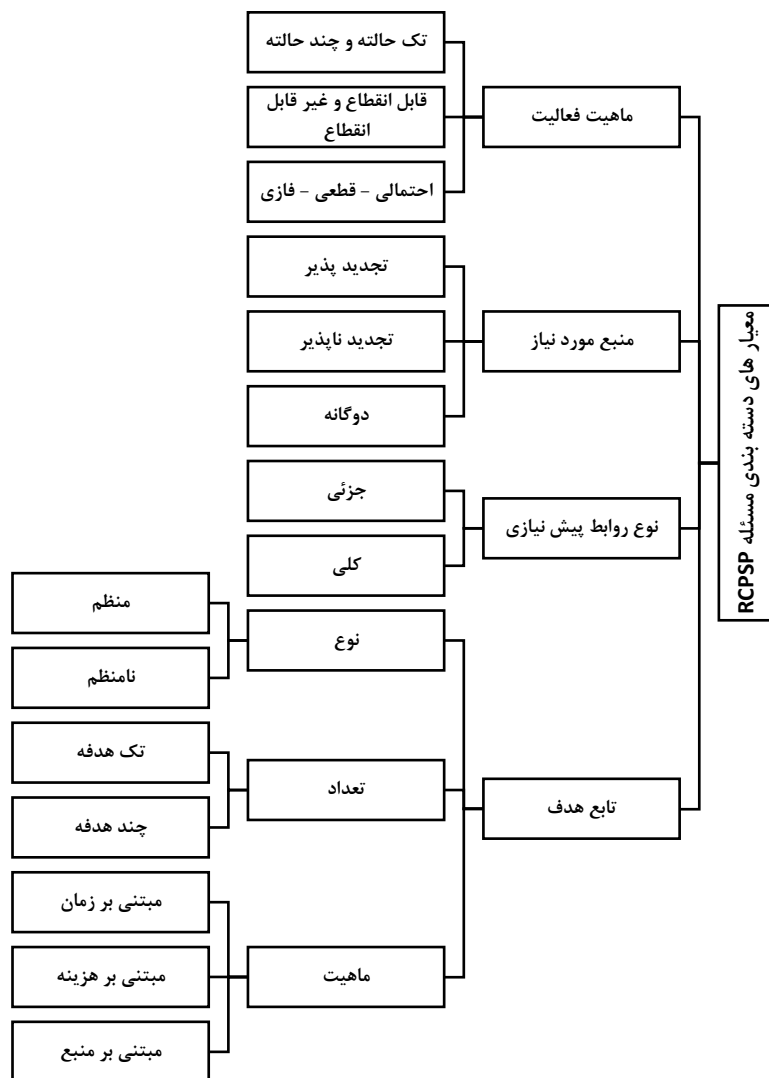 معیار های دسته بندی مسئله RCPSP
ماهیت فعالیت
تک حالته و چند حالته
قابل انقطاع و غیر قابل
انقطاع
احتمالی – قطعی – فازی
منبع مورد نیاز
تجدید پذیر
تجدید ناپذیر
دوگانه
نوع روابط پیش نیازی
جزئی
کلی
تابع هدف
نوع
منظم
نامنظم
تعداد
تک هدفه
چند هدفه
ماهیت
مبتنی بر زمان
مبتنی بر هزینه
مبتنی بر منبع